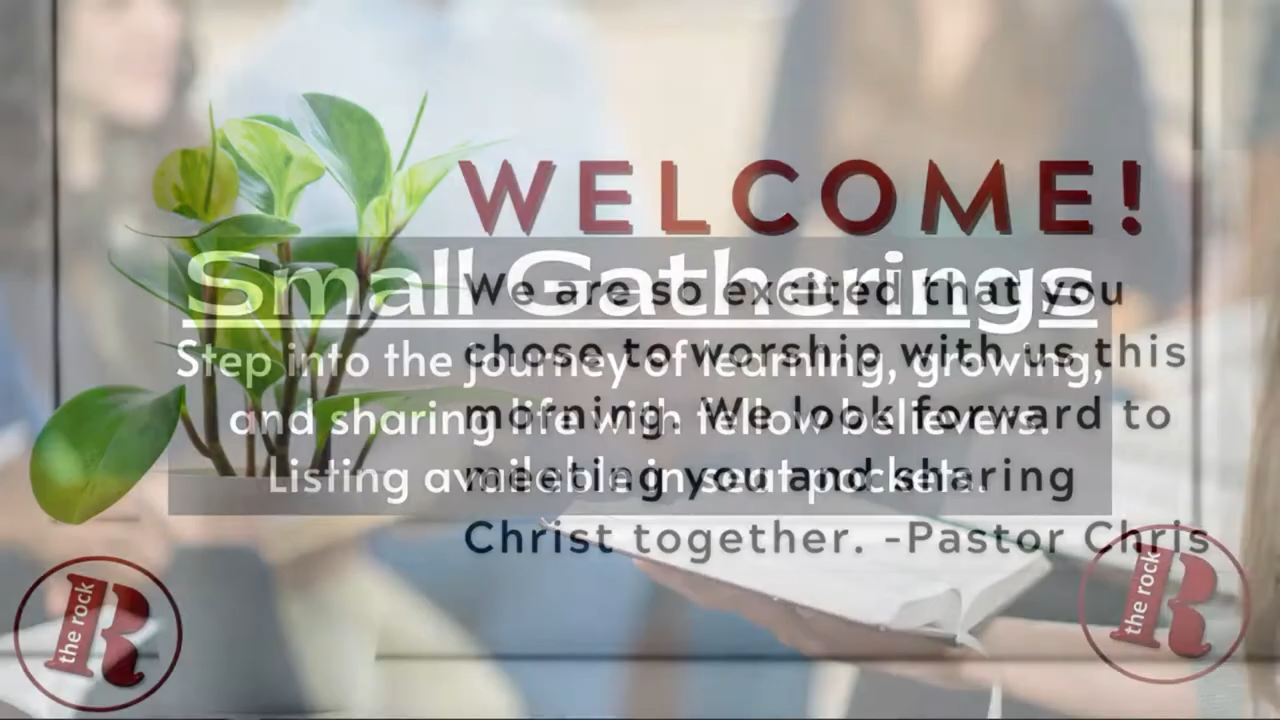 WELCOME!
We are so excited that you
chose to worship with us this
morning. We look forward to
meeting you and sharing
Christ together. -Pastor Chris
Small Gatherings
Step into the journey of learning, growing,
and sharing life with fellow believers.
Listing available in seat pockets.
the rock
R
the rock
R